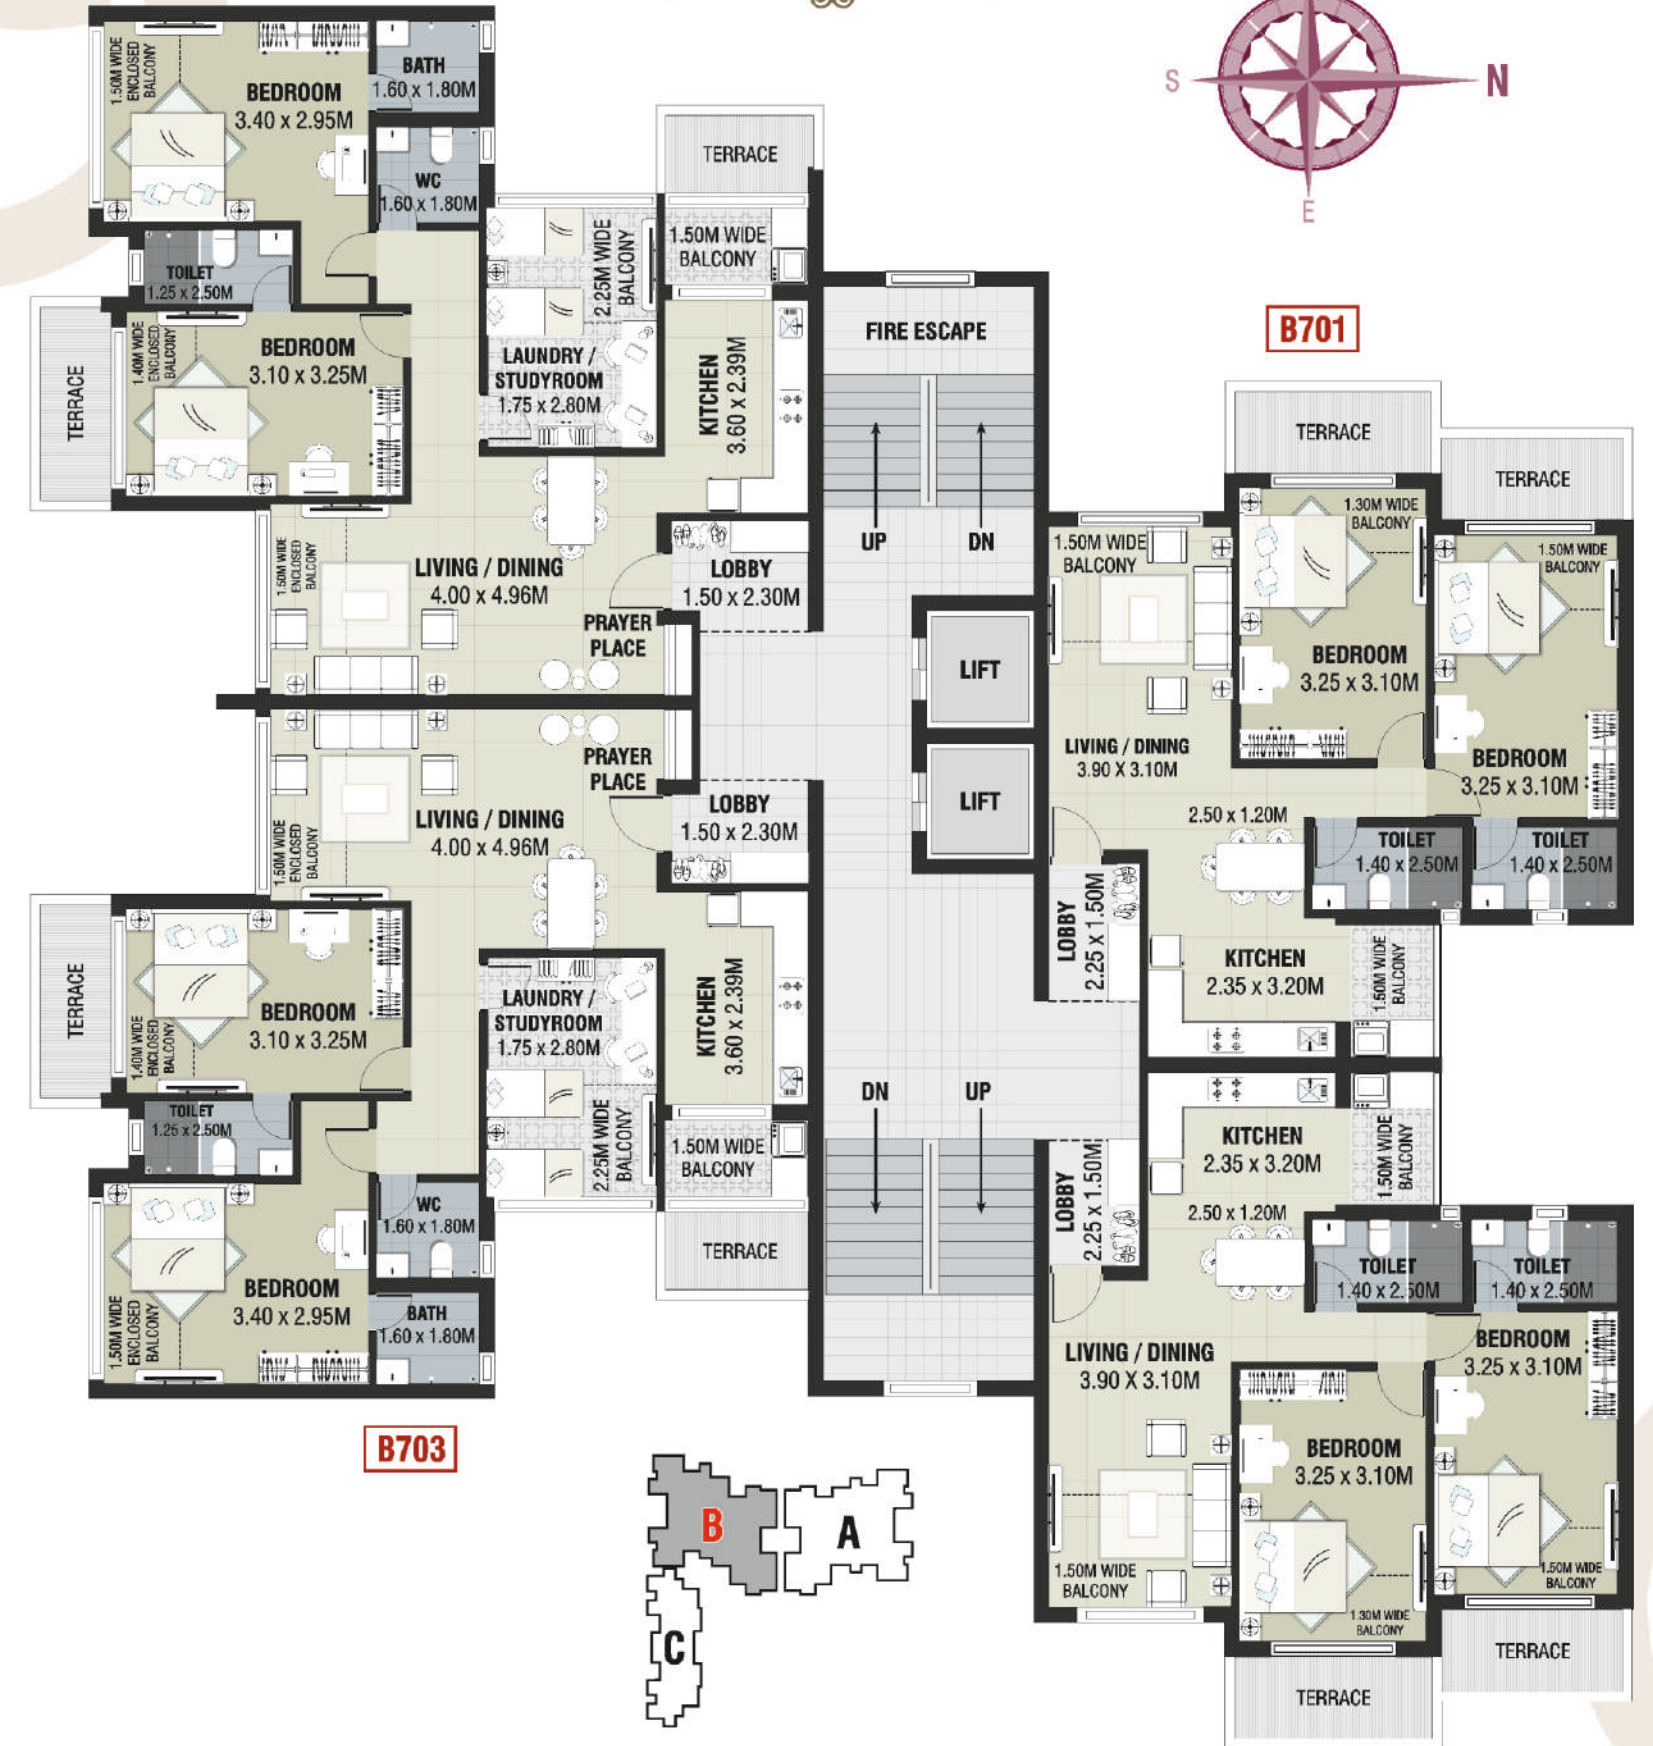 1.50M WIDE
ENCLOSED
BALCONY
BEDROOM
3.40 x 2.95M
BATH
1.60 x 1.80M
WC
1.60 x 1.80M
TOILET
1.25 x 2.50M
TERRACE
1.40M WIDE
ENCLOSED
BALCONY
BEDROOM
3.10 x 3.25M
2.25M WIDE
BALCONY
LAUNDRY /
STUDYROOM
1.75 x 2.80M
TERRACE
1.50M WIDE
BALCONY
KITCHEN
3.60 x 2.39M
1.50M WIDE
ENCLOSED
BALCONY
LIVING / DINING
4.00 x 4.96M
PRAYER
PLACE
LOBBY
1.50 x 2.30M
FIRE ESCAPE
UP
DN
LIFT
LIFT
S
N
E
B701
TERRACE
TERRACE
1.50M WIDE
BALCONY
1.30M WIDE
BALCONY
1.50M WIDE
BALCONY
BEDROOM
3.25 x 3.10M
BEDROOM
3.25 x 3.10M
LIVING / DINING
3.90 X 3.10M
2.50 x 1.20M
TOILET
1.40 x 2.50M
TOILET
1.40 x 2.50M
LOBBY
2.25 x 1.50M
KITCHEN
2.35 x 3.20M
1.50M WIDE
BALCONY
PRAYER
PLACE
LIVING / DINING
4.00 x 4.96M
1.50M WIDE
ENCLOSED
BALCONY
LOBBY
1.50 x 2.30M
TERRACE
BEDROOM
3.10 x 3.25M
1.40M WIDE
ENCLOSED
BALCONY
LAUNDRY /
STUDYROOM
1.75 x 2.80M
2.25M WIDE
BALCONY
KITCHEN
3.60 x 2.39M
1.50M WIDE
BALCONY
TERRACE
TOILET
1.25 x 2.50M
WC
1.60 x 1.80M
BEDROOM
3.40 x 2.95M
1.50M WIDE
ENCLOSED
BALCONY
BATH
1.60 x 1.80M
B703
DN
UP
LOBBY
2.25 x 1.50M
KITCHEN
2.35 x 3.20M
1.50M WIDE
BALCONY
2.50 x 1.20M
TOILET
1.40 x 2.50M
TOILET
1.40 x 2.50M
LIVING / DINING
3.90 X 3.10M
BEDROOM
3.25 x 3.10M
BEDROOM
3.25 x 3.10M
1.50M WIDE
BALCONY
1.30M WIDE
BALCONY
1.50M WIDE
BALCONY
TERRACE
TERRACE
B
A
C